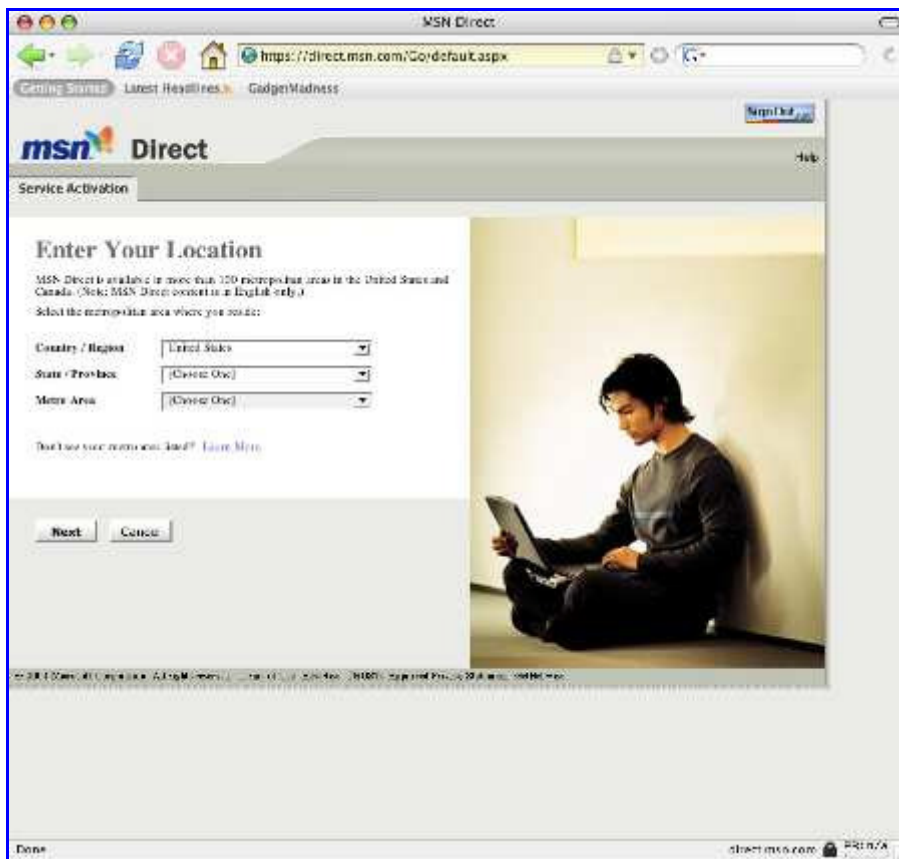 MSN Direct
https://direct.msn.com/Go/default.aspx
G
Getting Started Latest Headlines GadgetMadness
Sign Out
msn Direct
Help
Service Activation
Enter Your Location
MSN Direct is available in more than 100 metropolitan areas in the United States and
Canada. (Note: MSN Direct content is in English only.)
Select the metropolitan area where you reside:
Country / Region United States
State / Province (Choose One)
Metro Area (Choose One)
Don't see your metro area listed? Learn More
Next Cancel
Done direct.msn.com PR: n/a